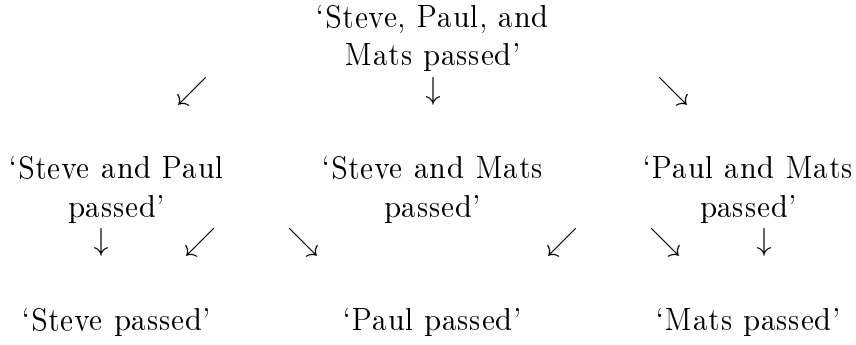 ‘Steve, Paul, and
Mats passed’
‘Steve and Paul
passed’
‘Steve and Mats
passed’
‘Paul and Mats
passed’
‘Steve passed’
‘Paul passed’
‘Mats passed’